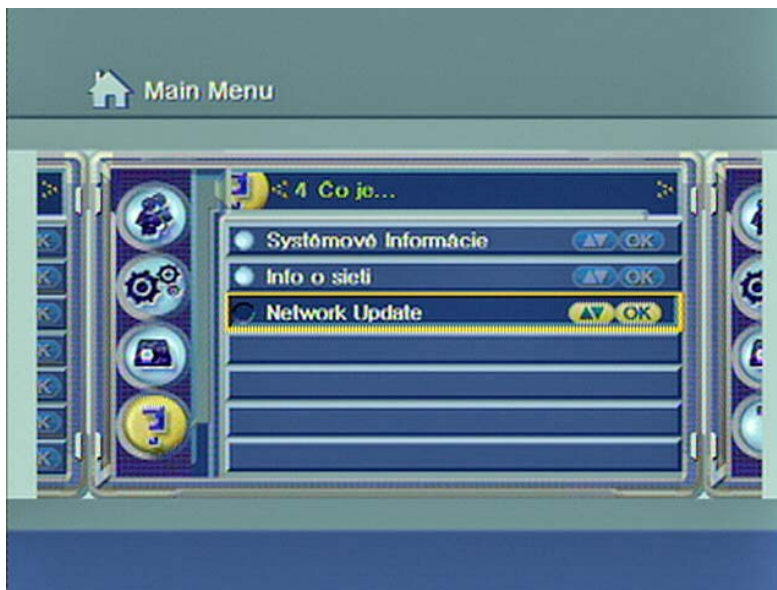 Main Menu
< 4 Čo je... >
Systémové Informácie OK
Info o sieti OK
Network Update OK